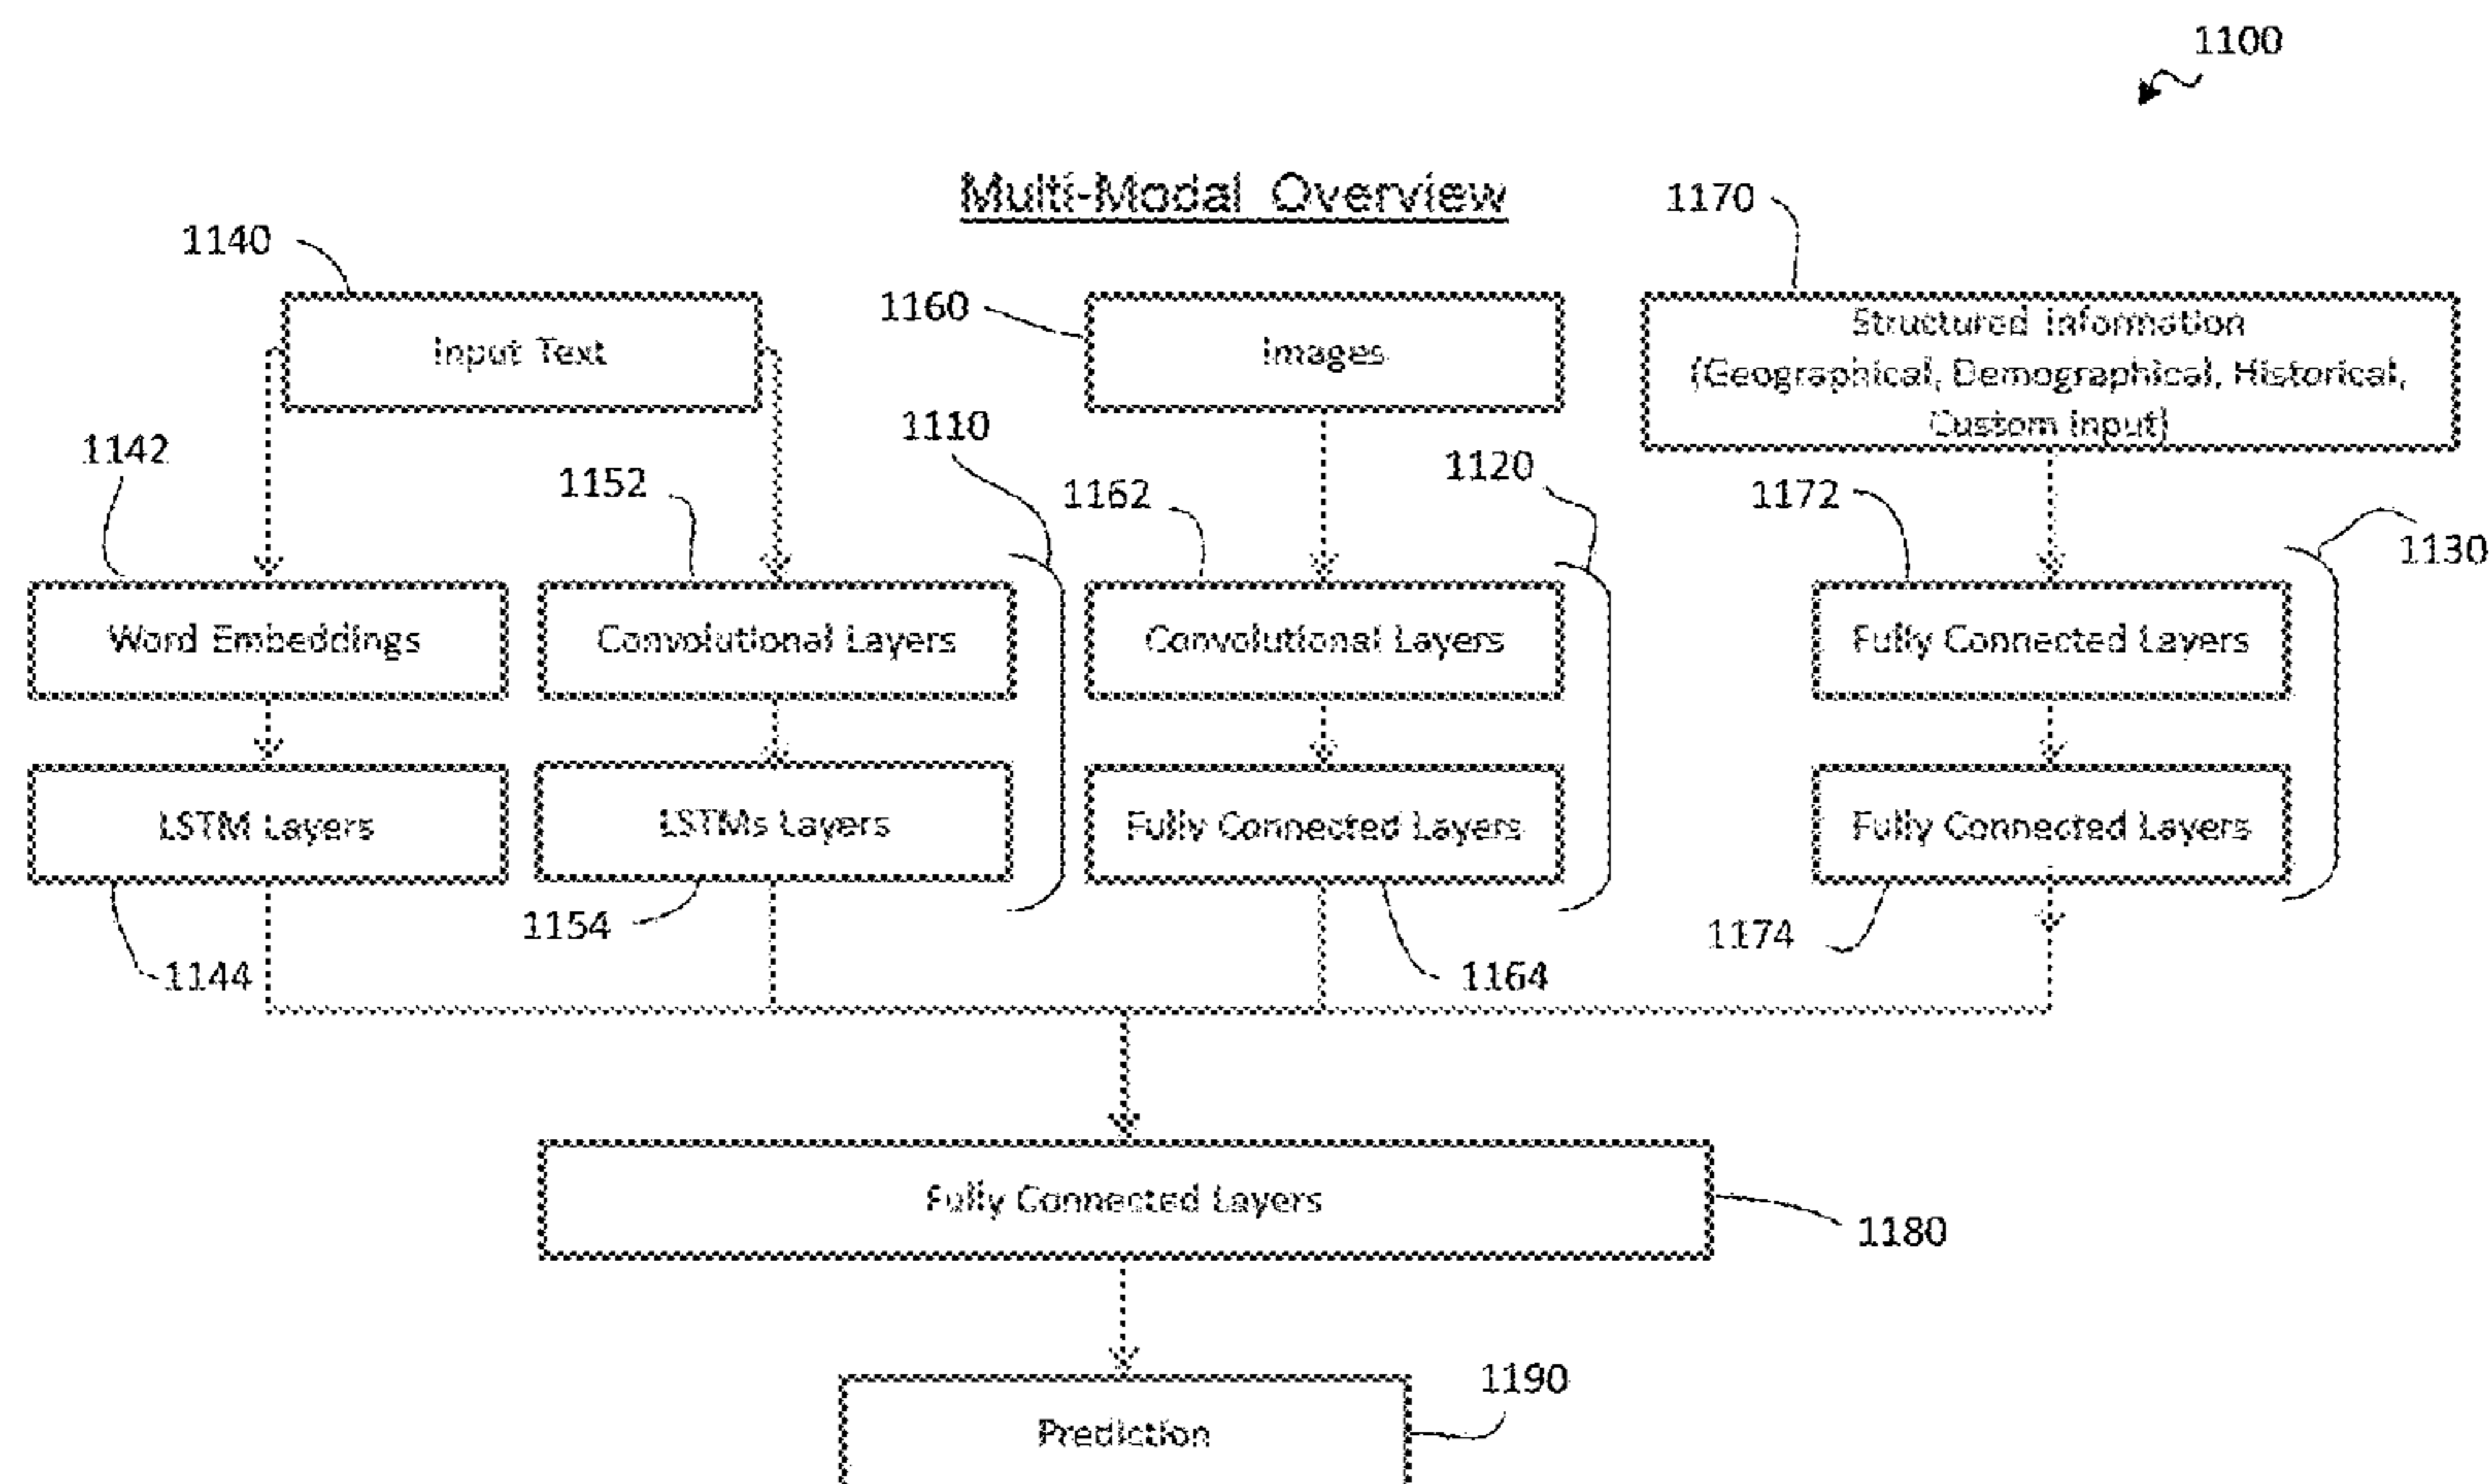 1100
Multi-Modal Overview
1170
1140
1160
Input Text
Images
Structured Information
(Geographical, Demographical, Historical,
Custom Input)
1110
1142
1120
1152
1162
1172
1130
Word Embeddings
Convolutional Layers
Convolutional Layers
Fully Connected Layers
LSTM Layers
LSTMs Layers
Fully Connected Layers
Fully Connected Layers
1154
1174
1144
1164
Fully Connected Layers
1180
1190
Prediction